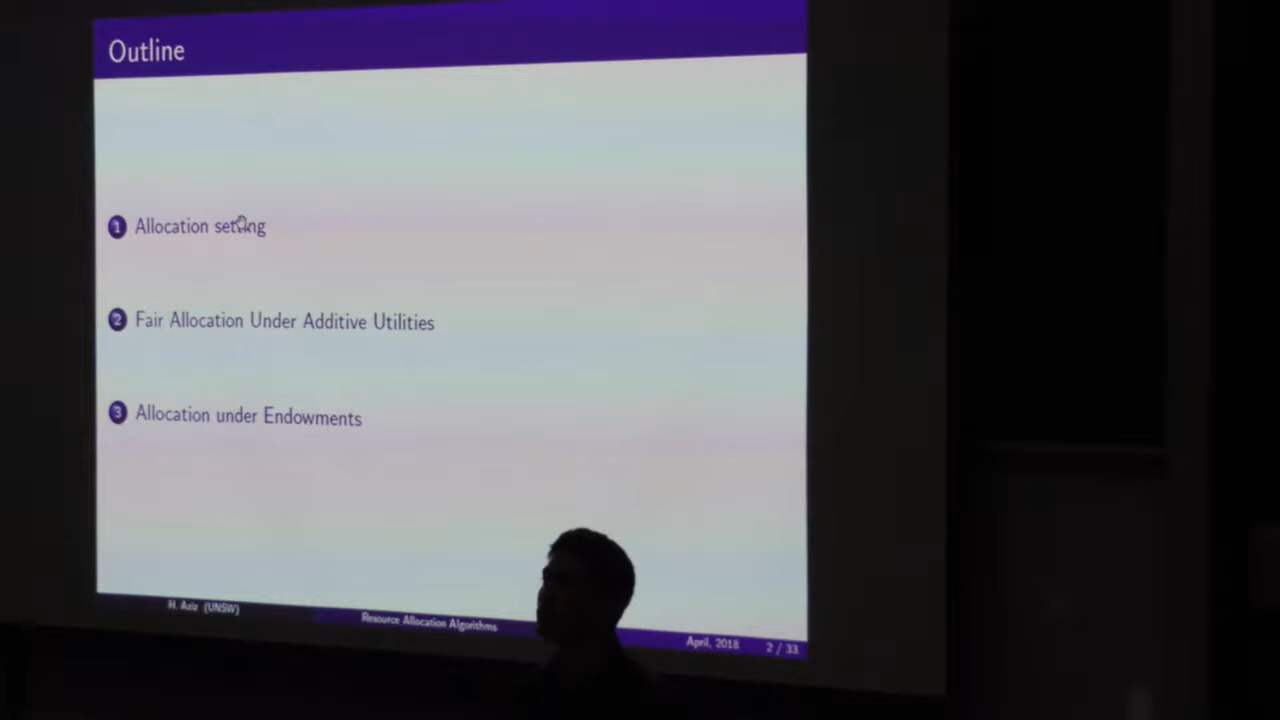 Outline
1 Allocation setting
2 Fair Allocation Under Additive Utilities
3 Allocation under Endowments
H. Aziz (UNSW) Resource Allocation Algorithms April, 2018 2 / 33